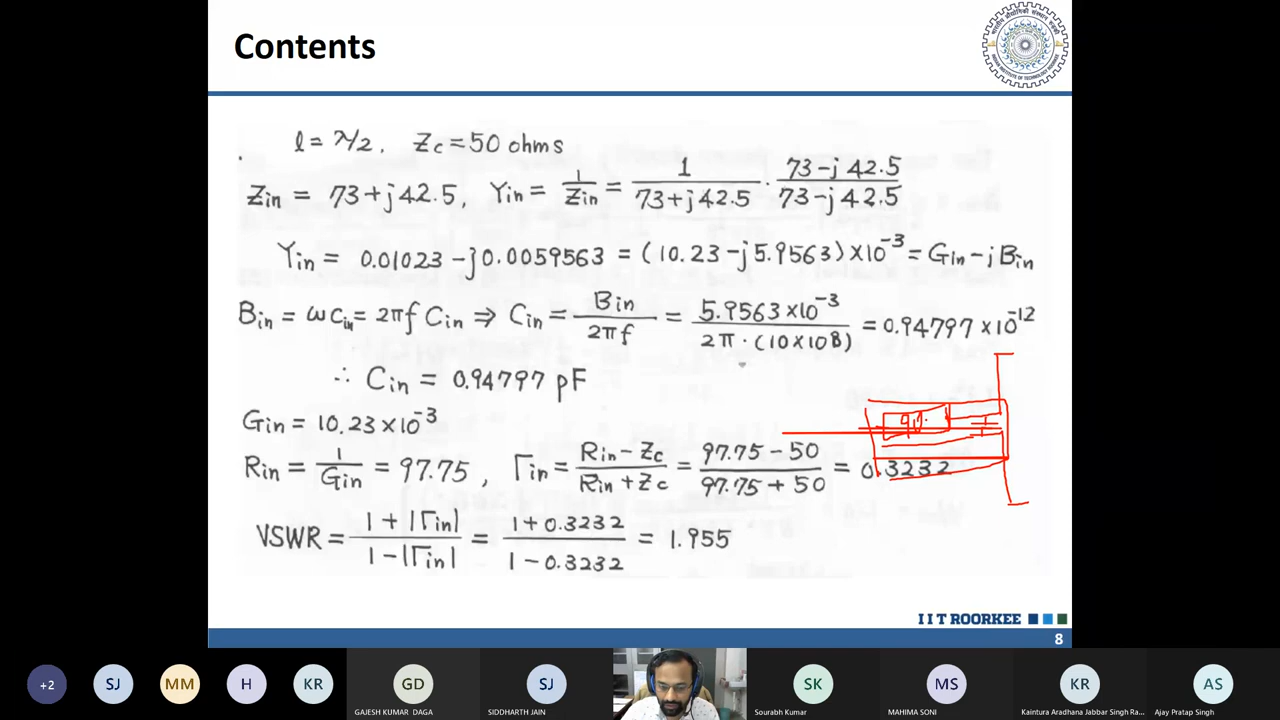 Contents
l = λ/2, Zc = 50 ohms
Zin = 73+j42.5, Yin = 1/Zin = 1/(73+j42.5) · (73-j42.5)/(73-j42.5)
Yin = 0.01023 - j0.0059563 = (10.23 - j5.9563)×10^-3 = Gin - jBin
Bin = ωCin = 2πf Cin ⇒ Cin = Bin/(2πf) = 5.9563×10^-3/(2π·(10×10^8)) = 0.94797×10^-12
∴ Cin = 0.94797 pF
Gin = 10.23×10^-3
Rin = 1/Gin = 97.75, Γin = (Rin-Zc)/(Rin+Zc) = (97.75-50)/(97.75+50) = 0.3232
VSWR = (1+|Γin|)/(1-|Γin|) = (1+0.3232)/(1-0.3232) = 1.955
IIT ROORKEE
8
+2
SJ
MM
H
KR
GD
GAJESH KUMAR DAGA
SJ
SIDDHARTH JAIN
SK
Sourabh Kumar
MS
MAHIMA SONI
KR
Kaintura Aradhana Jabbar Singh Ra...
AS
Ajay Pratap Singh